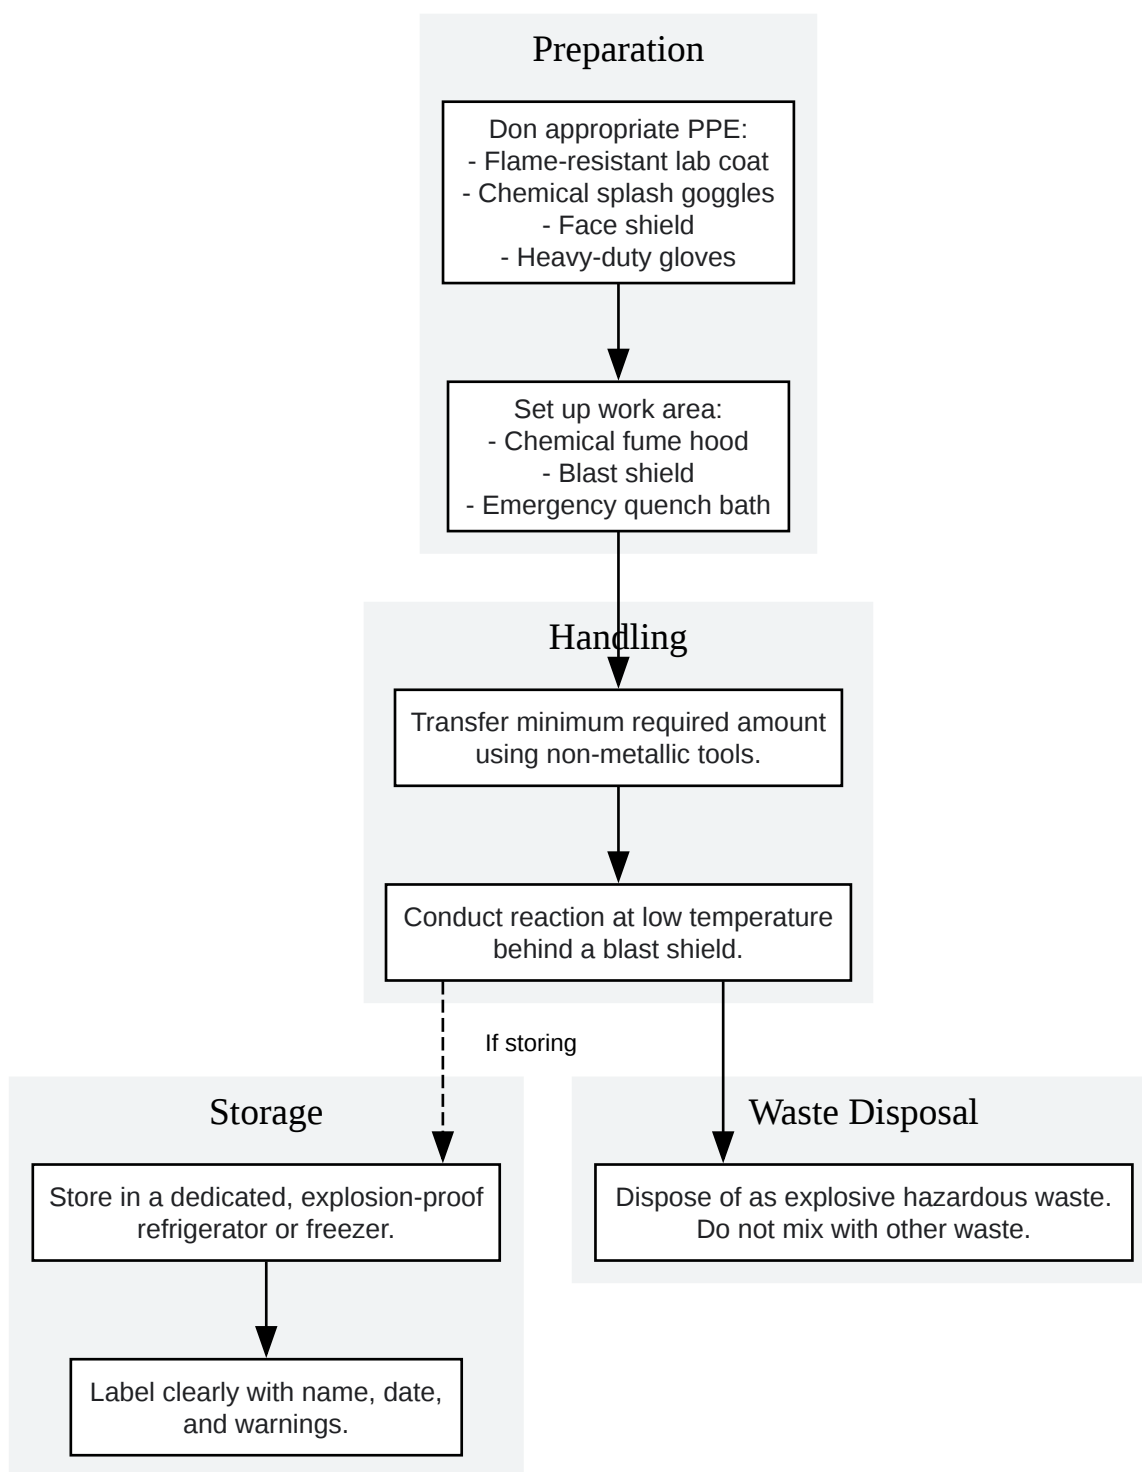 Preparation
Don appropriate PPE:
- Flame-resistant lab coat
- Chemical splash goggles
- Face shield
- Heavy-duty gloves
Set up work area:
- Chemical fume hood
- Blast shield
- Emergency quench bath
Handling
Transfer minimum required amount
using non-metallic tools.
Conduct reaction at low temperature
behind a blast shield.
If storing
Storage
Store in a dedicated, explosion-proof
refrigerator or freezer.
Label clearly with name, date,
and warnings.
Waste Disposal
Dispose of as explosive hazardous waste.
Do not mix with other waste.